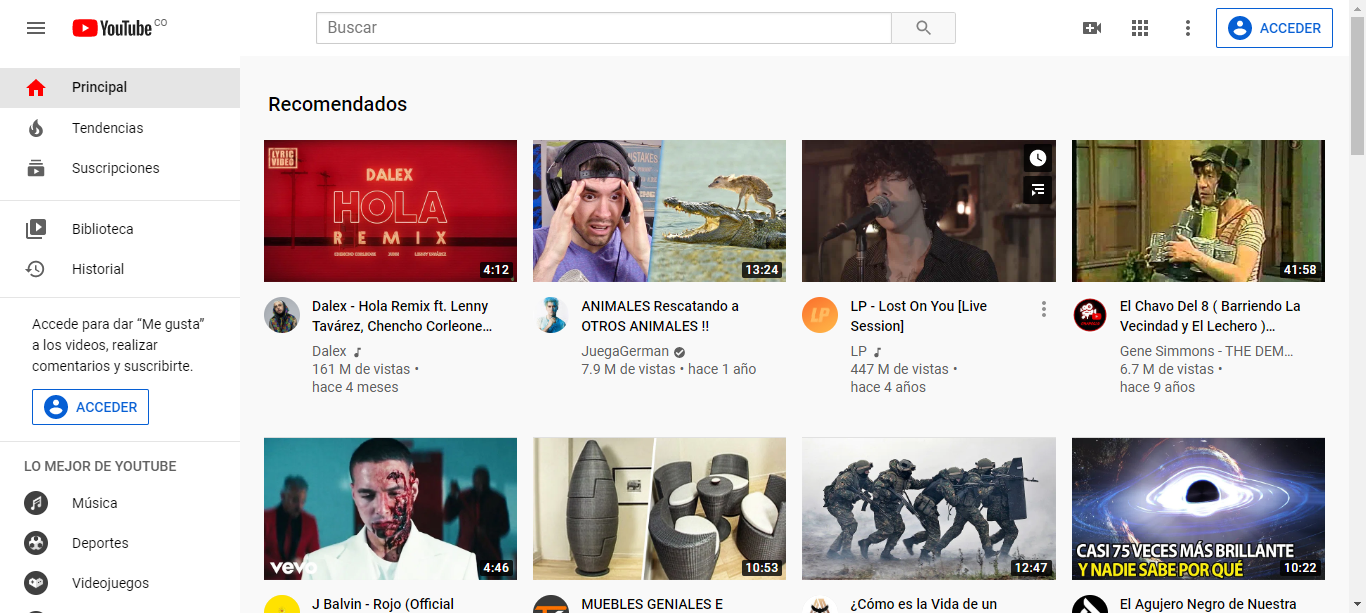 YouTube CO
Buscar
ACCEDER
Principal
Tendencias
Suscripciones
Biblioteca
Historial
Accede para dar “Me gusta”
a los videos, realizar
comentarios y suscribirte.
ACCEDER
LO MEJOR DE YOUTUBE
Música
Deportes
Videojuegos
Recomendados
LYRIC
VIDEO
DALEX
HOLA
REMIX
CHENCHO CORLEONE JUHN LENNY TAVÁREZ
4:12
Dalex - Hola Remix ft. Lenny
Tavárez, Chencho Corleone...
Dalex
161 M de vistas •
hace 4 meses
13:24
ANIMALES Rescatando a
OTROS ANIMALES !!
JuegaGerman
7.9 M de vistas • hace 1 año
LP
LP - Lost On You [Live
Session]
LP
447 M de vistas •
hace 4 años
41:58
El Chavo Del 8 ( Barriendo La
Vecindad y El Lechero )...
Gene Simmons - THE DEM...
6.7 M de vistas •
hace 9 años
vevo
4:46
J Balvin - Rojo (Official
10:53
MUEBLES GENIALES E
12:47
¿Cómo es la Vida de un
CASI 75 VECES MÁS BRILLANTE
Y NADIE SABE POR QUÉ
10:22
El Agujero Negro de Nuestra